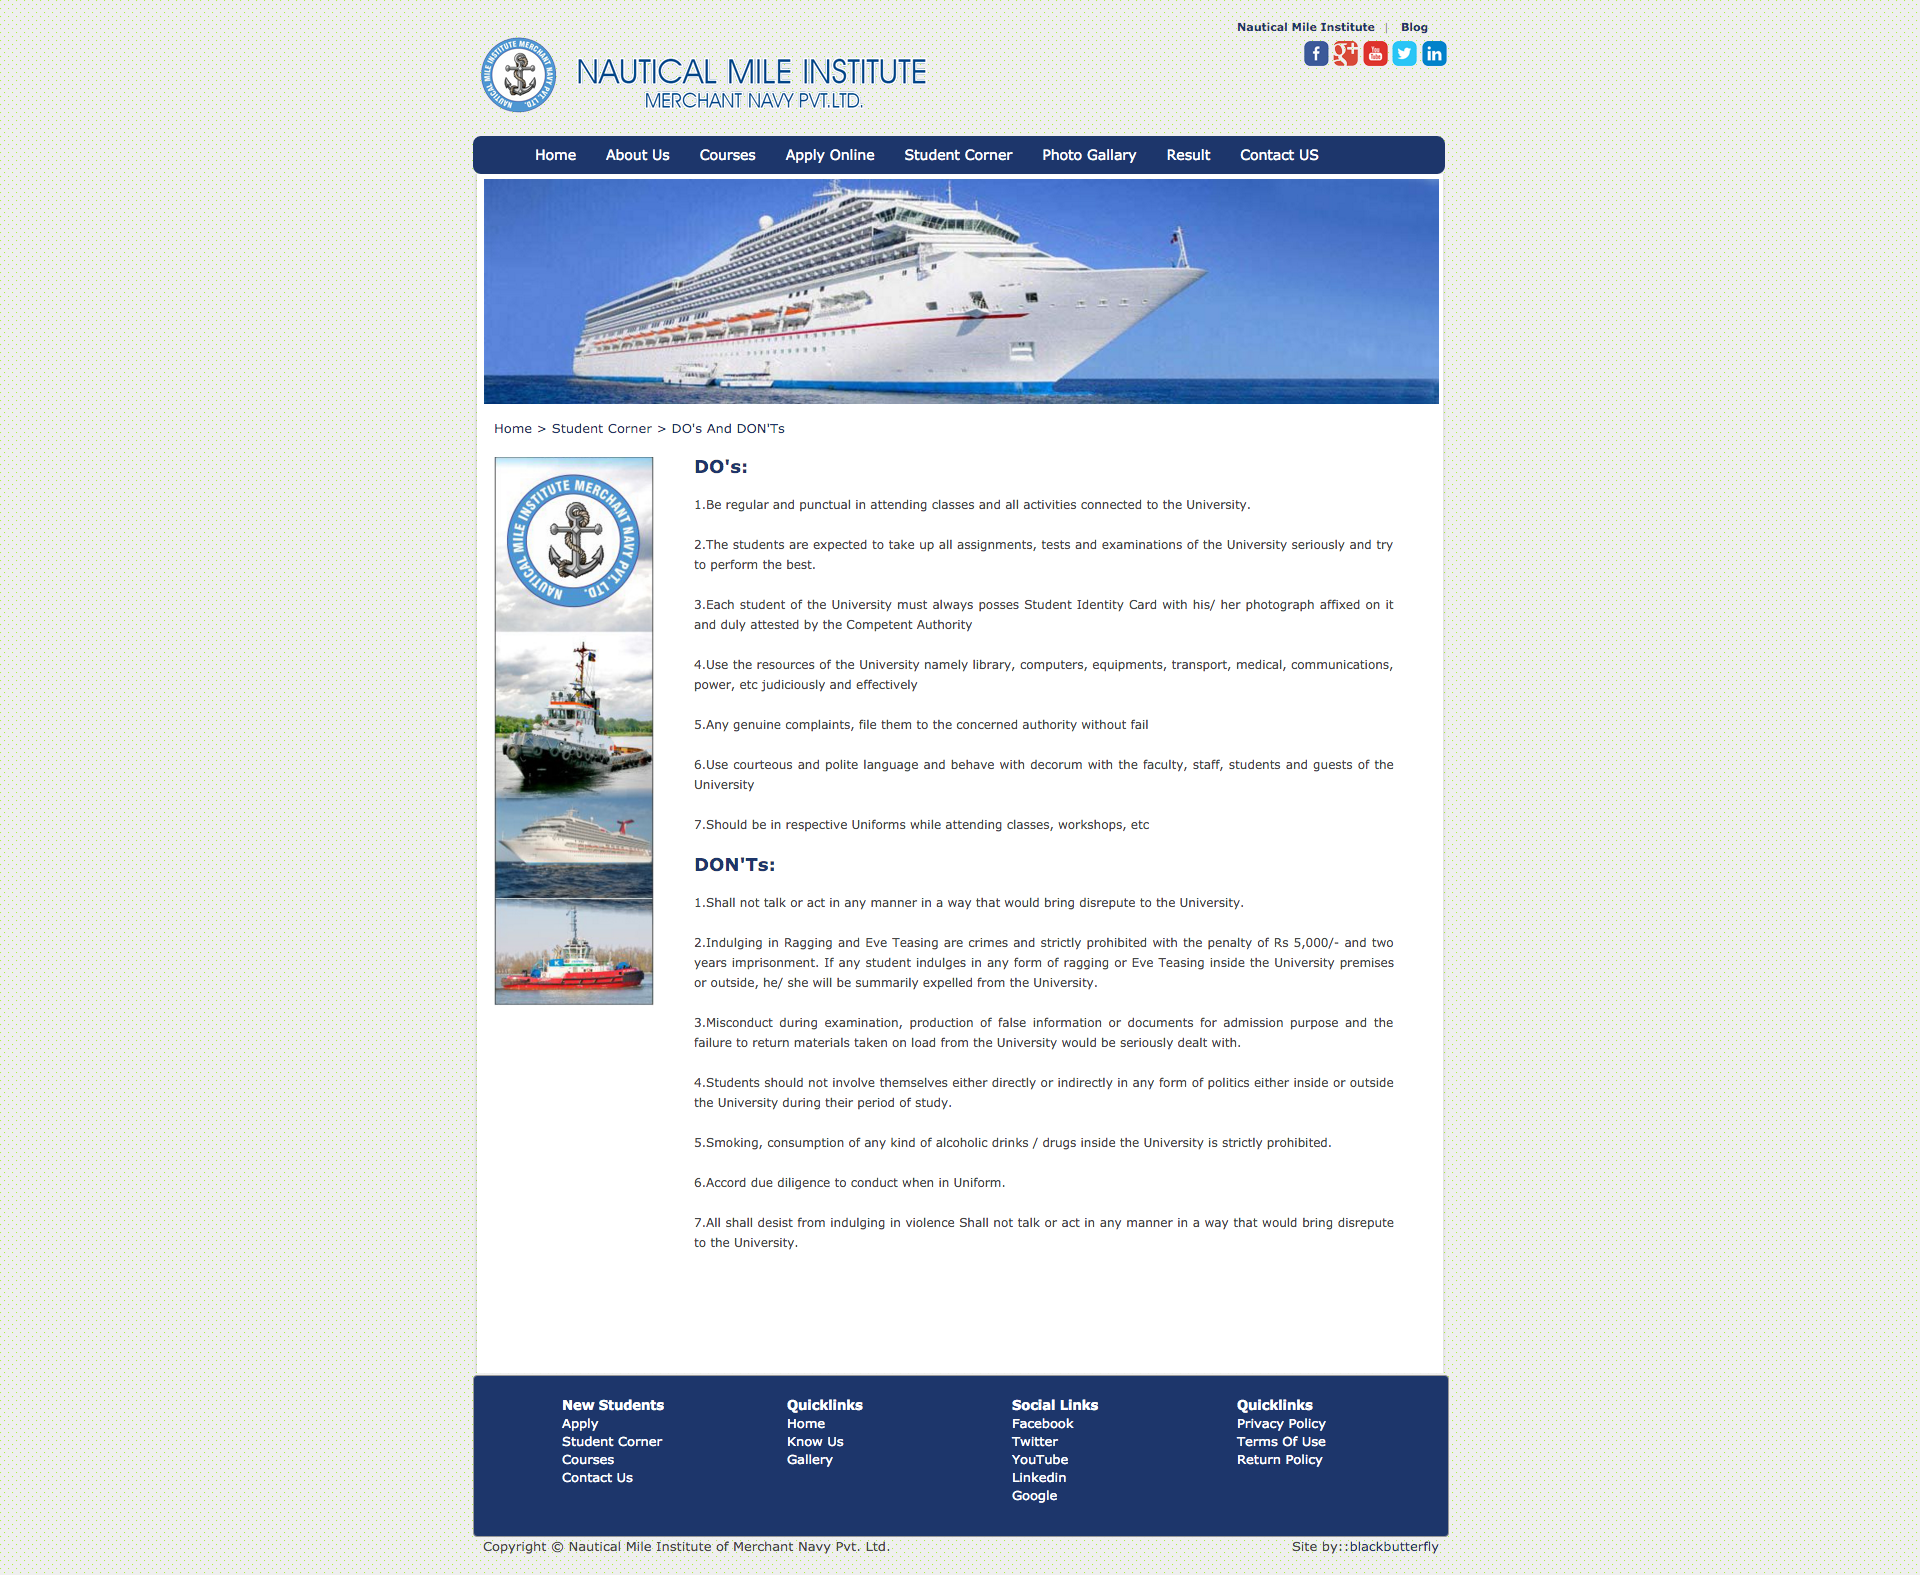 Nautical Mile Institute | Blog
NAUTICAL MILE INSTITUTE MERCHANT NAVY PVT. LTD.
NAUTICAL MILE INSTITUTE
MERCHANT NAVY PVT.LTD.
Home About Us Courses Apply Online Student Corner Photo Gallary Result Contact US
Home > Student Corner > DO's And DON'Ts
NAUTICAL MILE INSTITUTE MERCHANT NAVY PVT. LTD.
DO's:
1.Be regular and punctual in attending classes and all activities connected to the University.
2.The students are expected to take up all assignments, tests and examinations of the University seriously and try
to perform the best.
3.Each student of the University must always posses Student Identity Card with his/ her photograph affixed on it
and duly attested by the Competent Authority
4.Use the resources of the University namely library, computers, equipments, transport, medical, communications,
power, etc judiciously and effectively
5.Any genuine complaints, file them to the concerned authority without fail
6.Use courteous and polite language and behave with decorum with the faculty, staff, students and guests of the
University
7.Should be in respective Uniforms while attending classes, workshops, etc
DON'Ts:
1.Shall not talk or act in any manner in a way that would bring disrepute to the University.
2.Indulging in Ragging and Eve Teasing are crimes and strictly prohibited with the penalty of Rs 5,000/- and two
years imprisonment. If any student indulges in any form of ragging or Eve Teasing inside the University premises
or outside, he/ she will be summarily expelled from the University.
3.Misconduct during examination, production of false information or documents for admission purpose and the
failure to return materials taken on load from the University would be seriously dealt with.
4.Students should not involve themselves either directly or indirectly in any form of politics either inside or outside
the University during their period of study.
5.Smoking, consumption of any kind of alcoholic drinks / drugs inside the University is strictly prohibited.
6.Accord due diligence to conduct when in Uniform.
7.All shall desist from indulging in violence Shall not talk or act in any manner in a way that would bring disrepute
to the University.
New Students
Apply
Student Corner
Courses
Contact Us
Quicklinks
Home
Know Us
Gallery
Social Links
Facebook
Twitter
YouTube
Linkedin
Google
Quicklinks
Privacy Policy
Terms Of Use
Return Policy
Copyright © Nautical Mile Institute of Merchant Navy Pvt. Ltd.
Site by::blackbutterfly